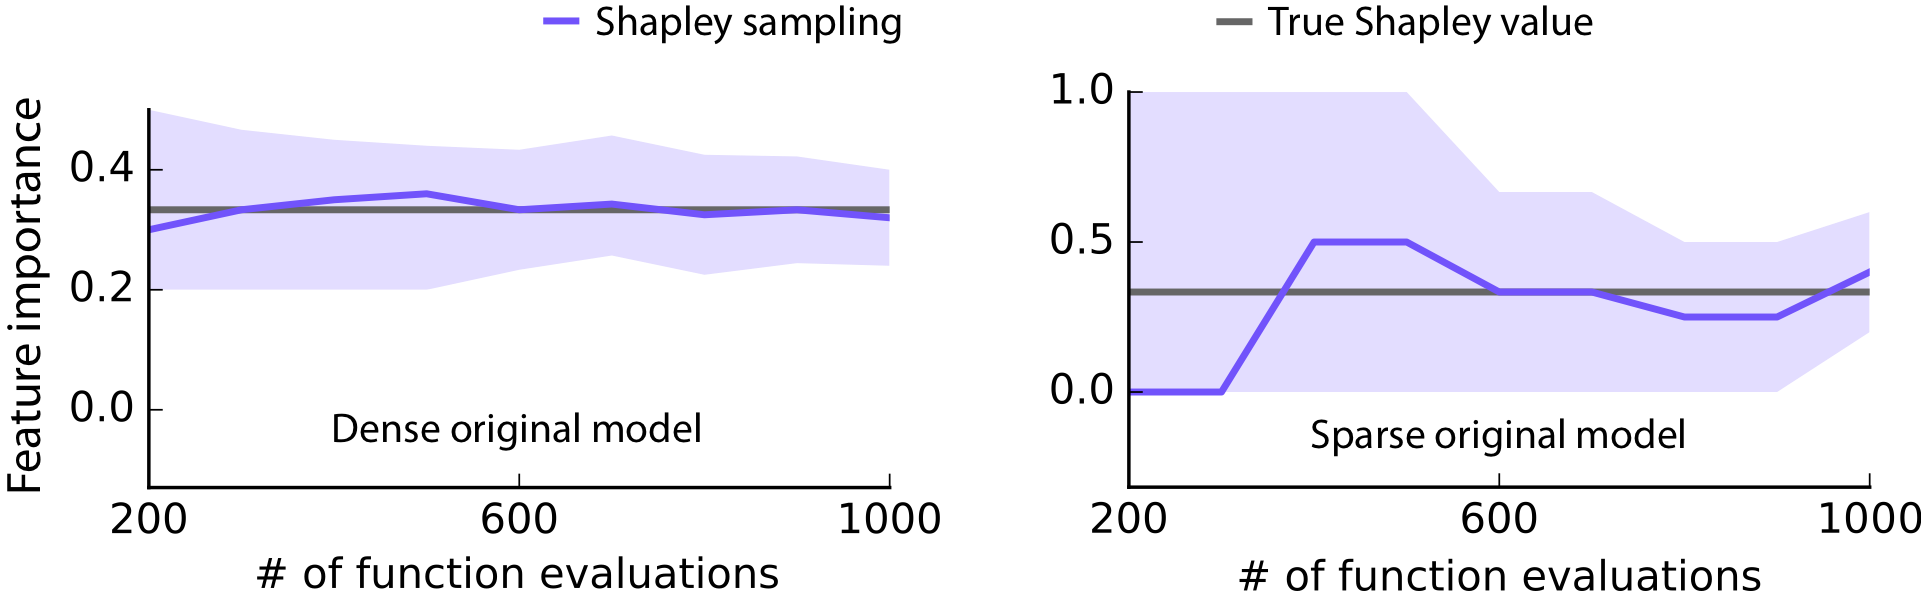 Shapley sampling
True Shapley value
Feature importance
0.4
0.2
0.0
Dense original model
200
600
1000
# of function evaluations
1.0
0.5
0.0
Sparse original model
200
600
1000
# of function evaluations